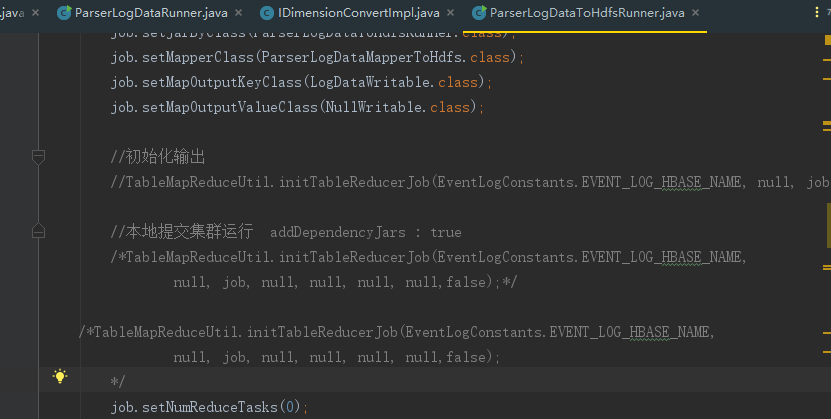 .java × ParserLogDataRunner.java × IDimensionConvertImpl.java × ParserLogDataToHdfsRunner.java ×
job.setJarByClass(ParserLogDataToHdfsRunner.class);
job.setMapperClass(ParserLogDataMapperToHdfs.class);
job.setMapOutputKeyClass(LogDataWritable.class);
job.setMapOutputValueClass(NullWritable.class);
//初始化输出
//TableMapReduceUtil.initTableReducerJob(EventLogConstants.EVENT_LOG_HBASE_NAME, null, job
//本地提交集群运行 addDependencyJars : true
/*TableMapReduceUtil.initTableReducerJob(EventLogConstants.EVENT_LOG_HBASE_NAME,
null, job, null, null, null, null,false);*/
/*TableMapReduceUtil.initTableReducerJob(EventLogConstants.EVENT_LOG_HBASE_NAME,
null, job, null, null, null, null,false);
*/
job.setNumReduceTasks(0);